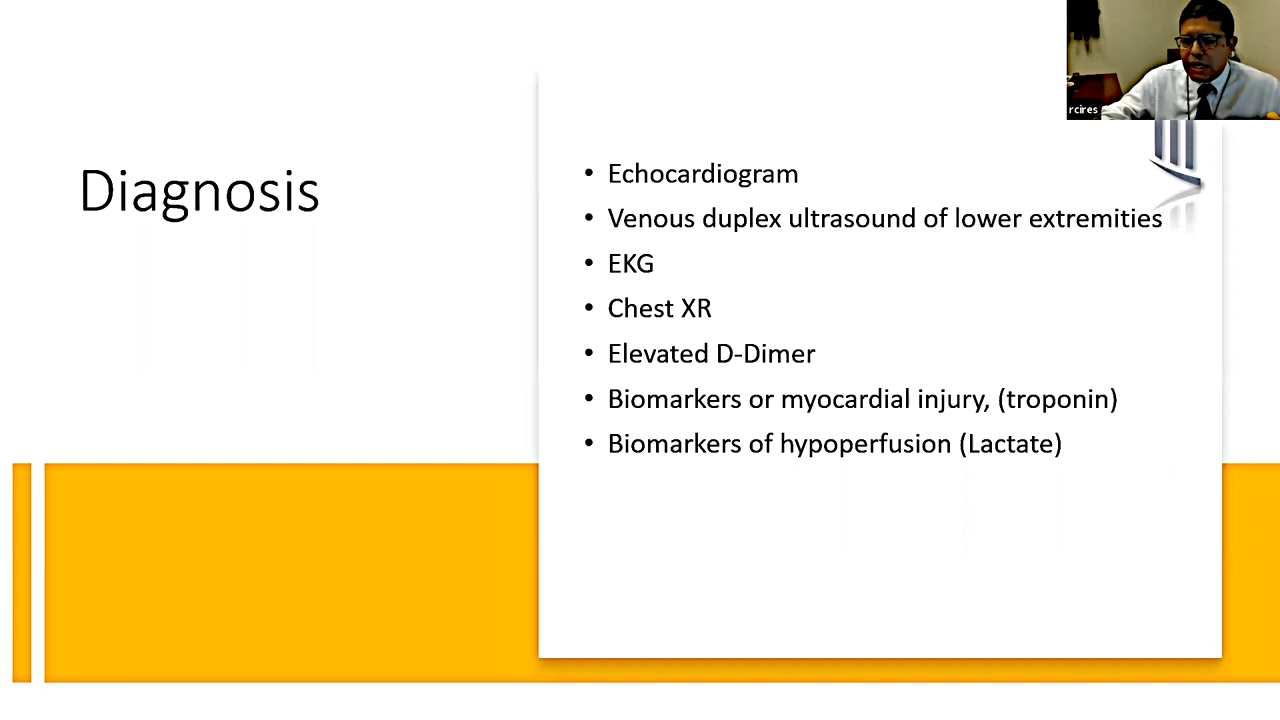 rcires
Diagnosis
• Echocardiogram
• Venous duplex ultrasound of lower extremities
• EKG
• Chest XR
• Elevated D-Dimer
• Biomarkers or myocardial injury, (troponin)
• Biomarkers of hypoperfusion (Lactate)